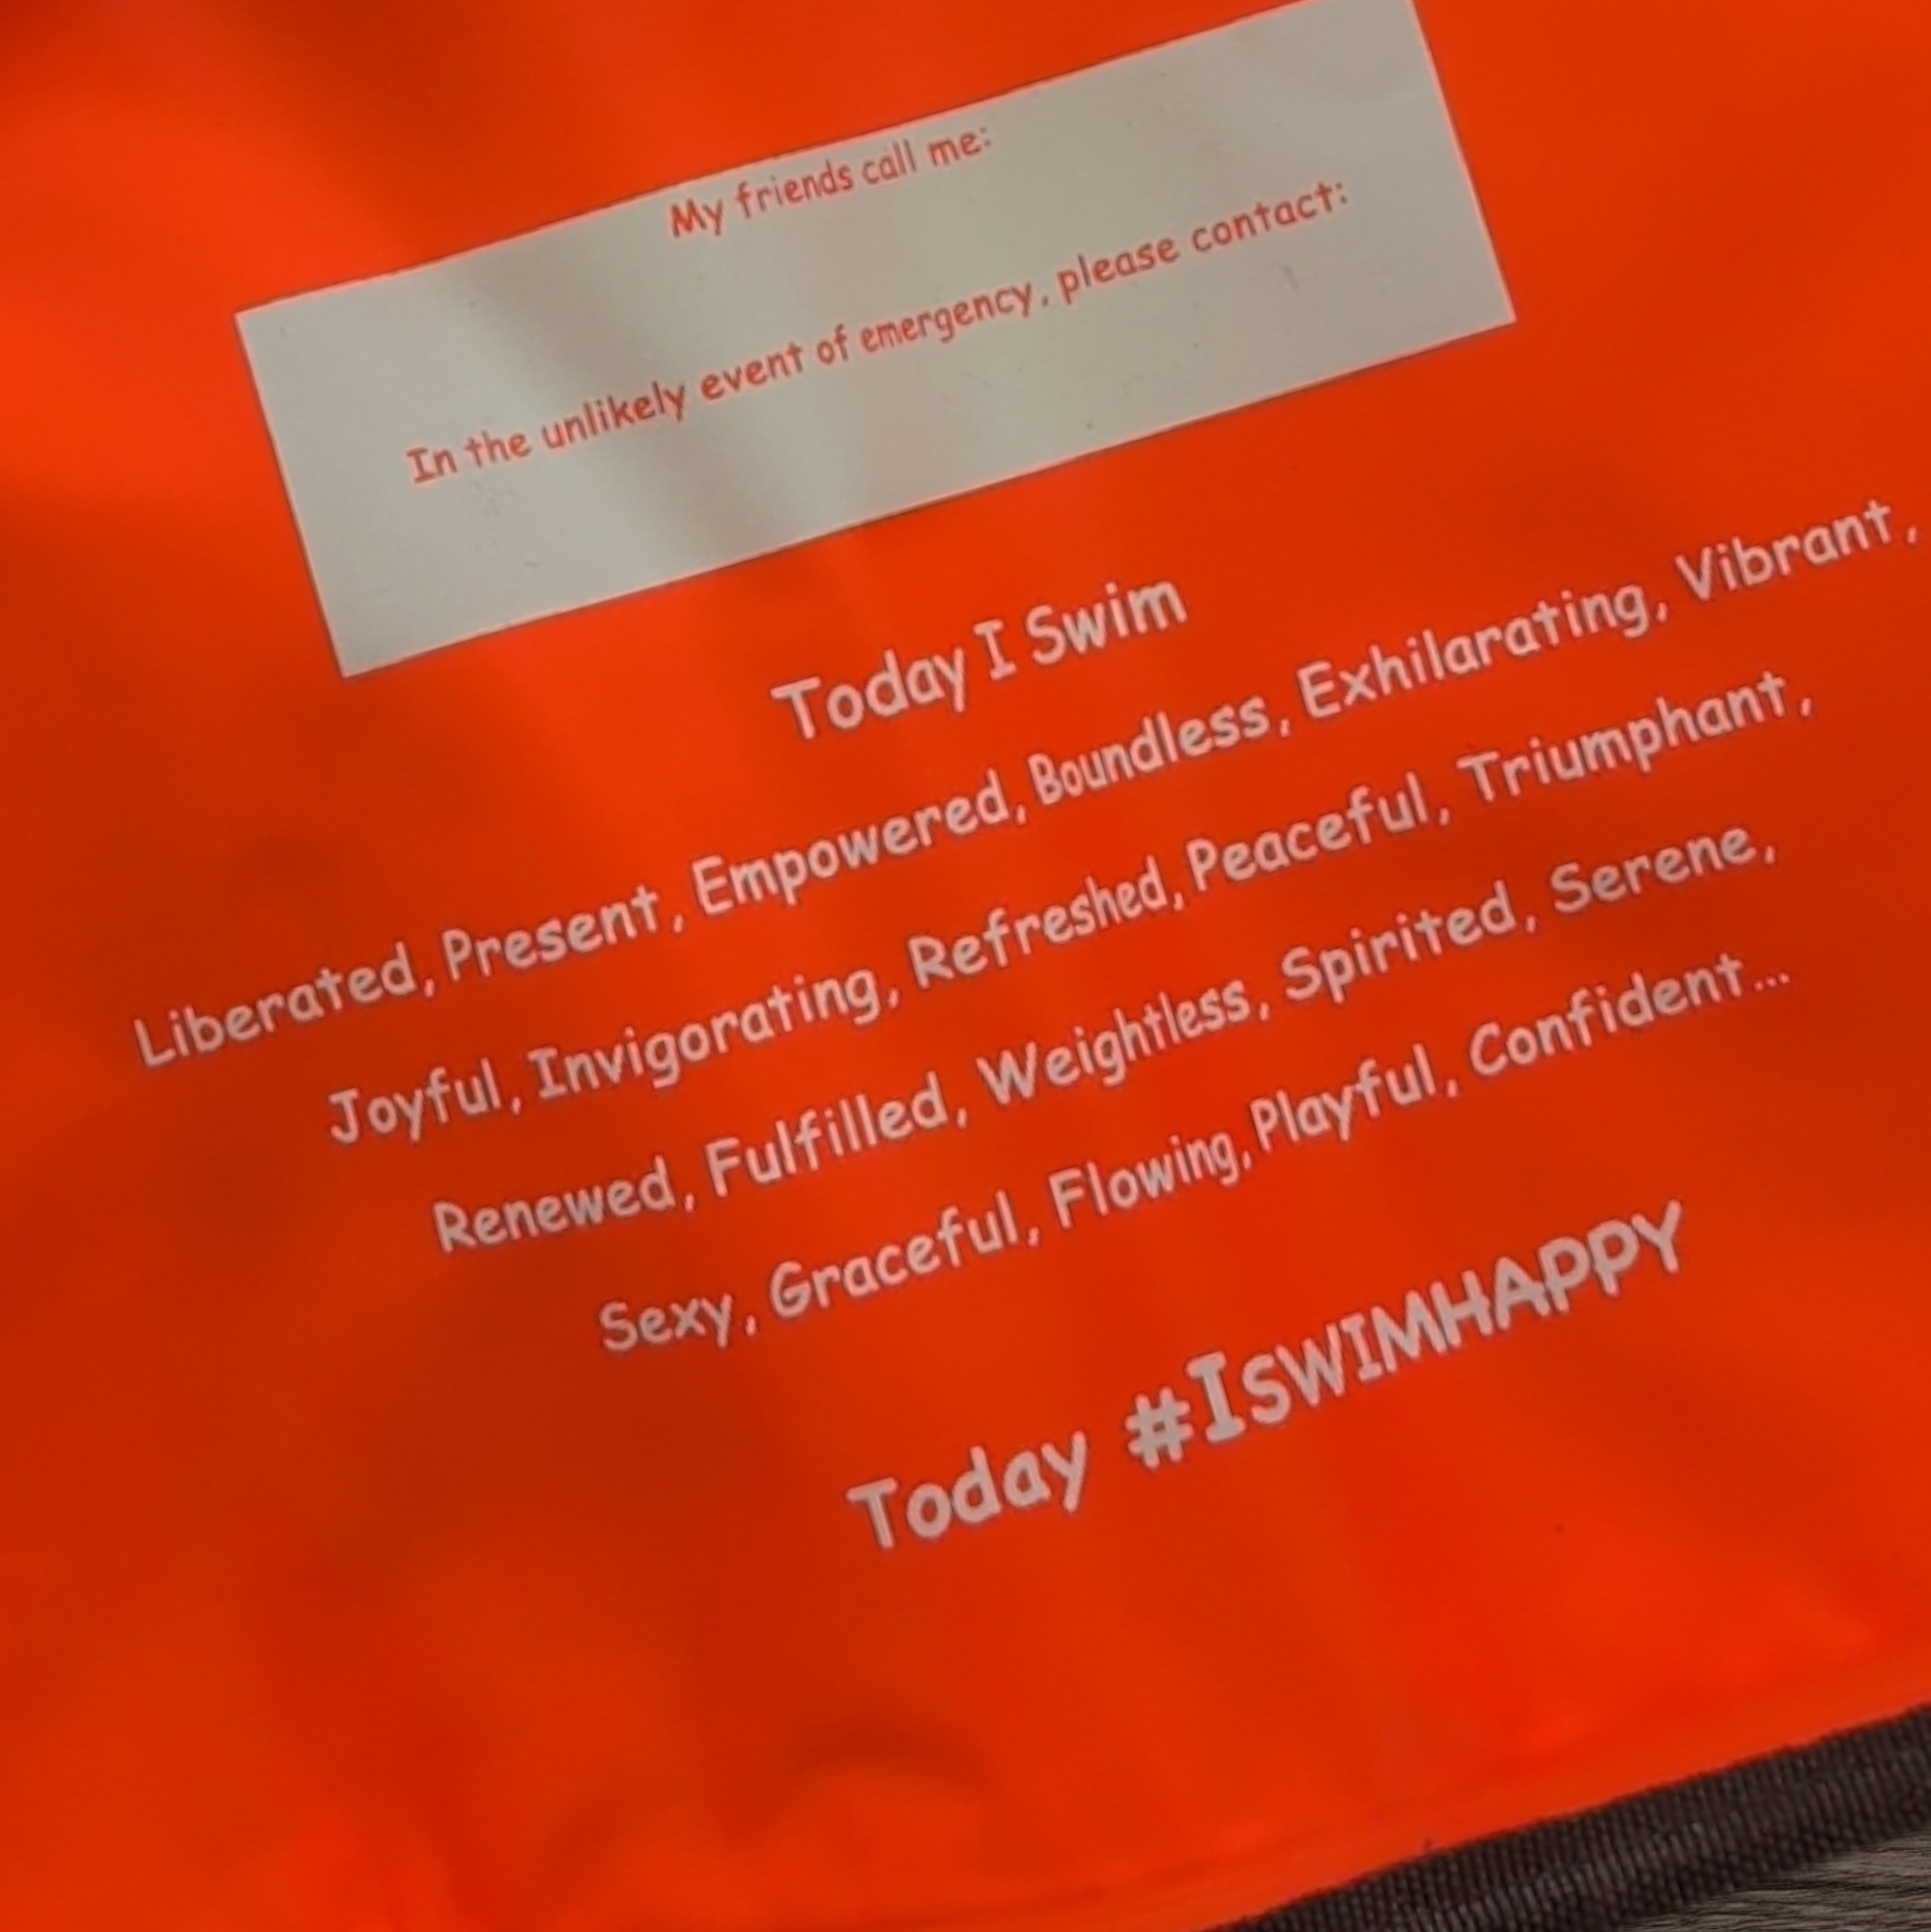 My friends call me:
In the unlikely event of emergency, please contact:
Today I Swim
Liberated, Present, Empowered, Boundless, Exhilarating, Vibrant,
Joyful, Invigorating, Refreshed, Peaceful, Triumphant,
Renewed, Fulfilled, Weightless, Spirited, Serene,
Sexy, Graceful, Flowing, Playful, Confident...
Today #ISWIMHAPPY